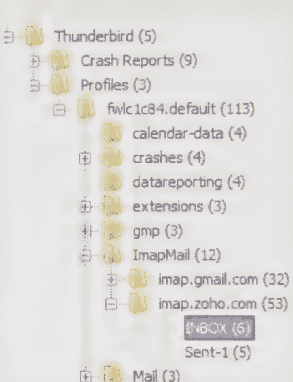 Thunderbird (5)
Crash Reports (9)
Profiles (3)
fwlc1c84.default (113)
calendar-data (4)
crashes (4)
datareporting (4)
extensions (3)
gmp (3)
ImapMail (12)
imap.gmail.com (32)
imap.zoho.com (53)
INBOX (6)
Sent-1 (5)
Mail (3)